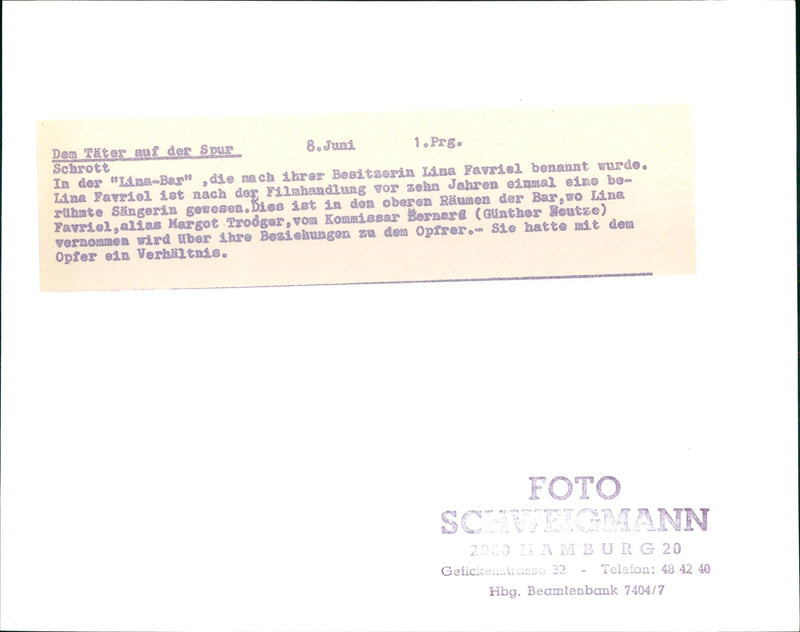 Dem Täter auf der Spur 8.Juni 1.Prg.
Schrott
In der "Lina-Bar" ,die nach ihrer Besitzerin Lina Favriel benannt wurde.
Lina Favriel ist nach der Filmhandlung vor zehn Jahren einmal eine be-
rühmte Sängerin gewesen.Dies ist in den oberen Räumen der Bar,wo Lina
Favriel,alias Margot Troöger,vom Kommissar Bernard (Günther Neutze)
vernommen wird über ihre Beziehungen zu dem Opfrer.- Sie hatte mit dem
Opfer ein Verhältnis.
FOTO
SCHWEIGMANN
2000 HAMBURG 20
Geffckenstrasse 32 - Telefon: 48 42 40
Hbg. Beamtenbank 7404/7